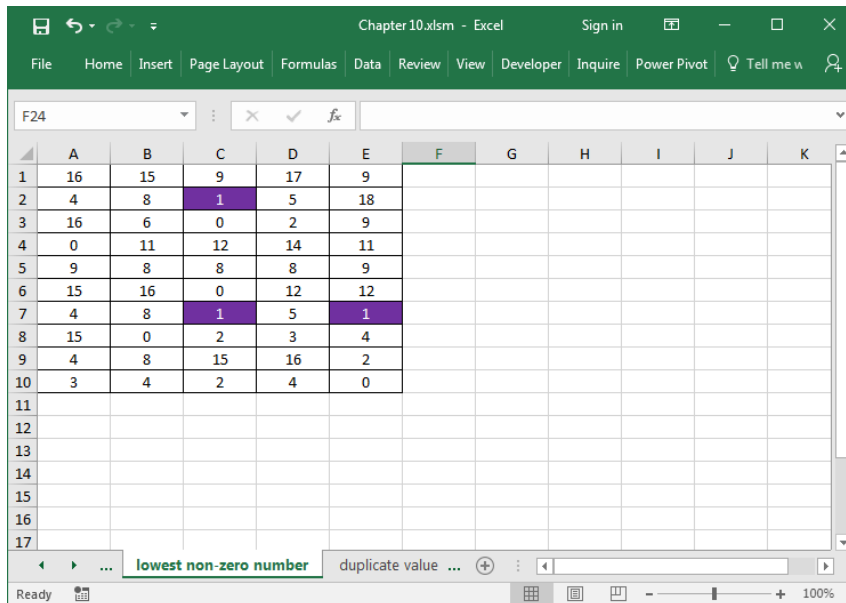 Chapter 10.xlsm - Excel Sign in
File Home Insert Page Layout Formulas Data Review View Developer Inquire Power Pivot Tell me w
F24 fx
A B C D E F G H I J K
1 16 15 9 17 9
2 4 8 1 5 18
3 16 6 0 2 9
4 0 11 12 14 11
5 9 8 8 8 9
6 15 16 0 12 12
7 4 8 1 5 1
8 15 0 2 3 4
9 4 8 15 16 2
10 3 4 2 4 0
11
12
13
14
15
16
17
... lowest non-zero number duplicate value ...
Ready 100%